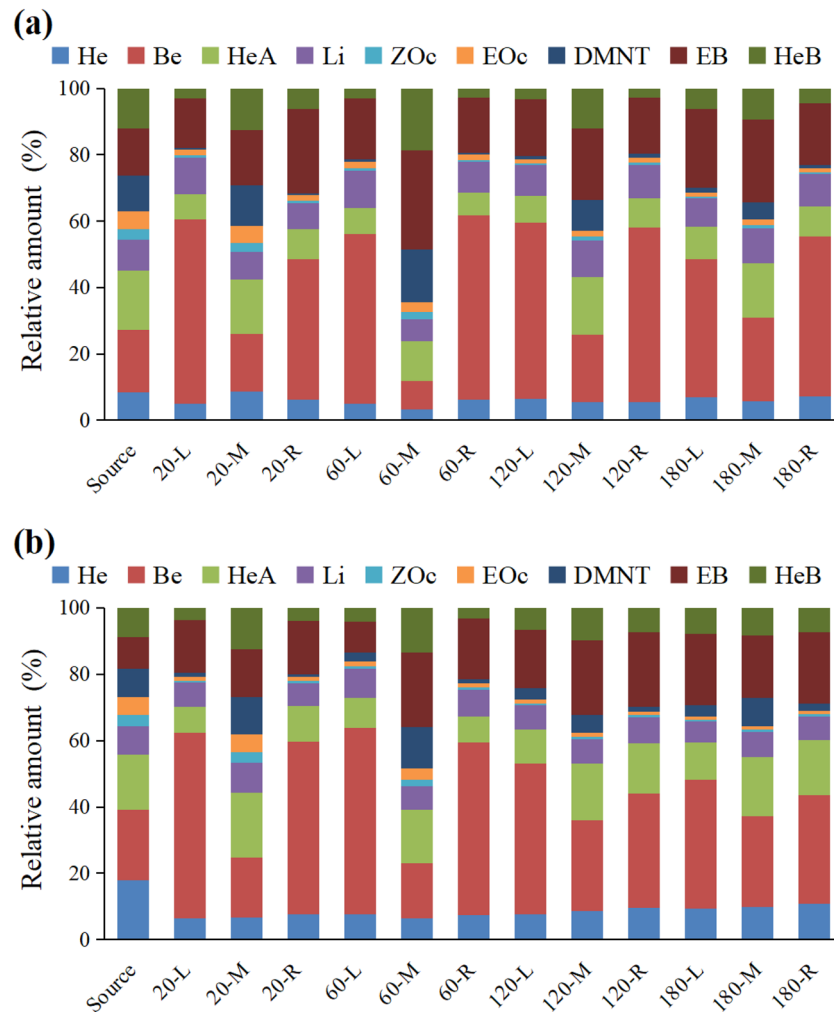 (a)
He Be HeA Li ZOc EOc DMNT EB HeB
Relative amount (%)
100
80
60
40
20
0
Source 20-L 20-M 20-R 60-L 60-M 60-R 120-L 120-M 120-R 180-L 180-M 180-R
(b)
He Be HeA Li ZOc EOc DMNT EB HeB
Relative amount (%)
100
80
60
40
20
0
Source 20-L 20-M 20-R 60-L 60-M 60-R 120-L 120-M 120-R 180-L 180-M 180-R